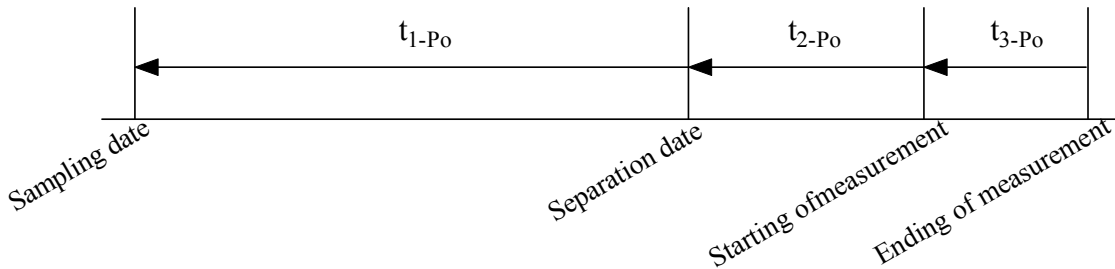 t1-Po
t2-Po
t3-Po
Sampling date
Separation date
Starting ofmeasurement
Ending of measurement